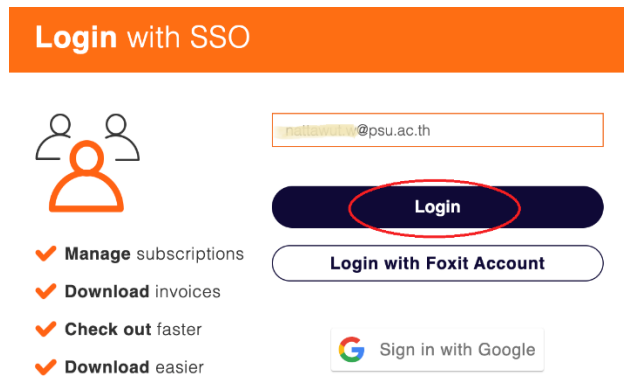 Login with SSO
nattawut.w@psu.ac.th
Login
Login with Foxit Account
Manage subscriptions
Download invoices
Check out faster
Download easier
Sign in with Google